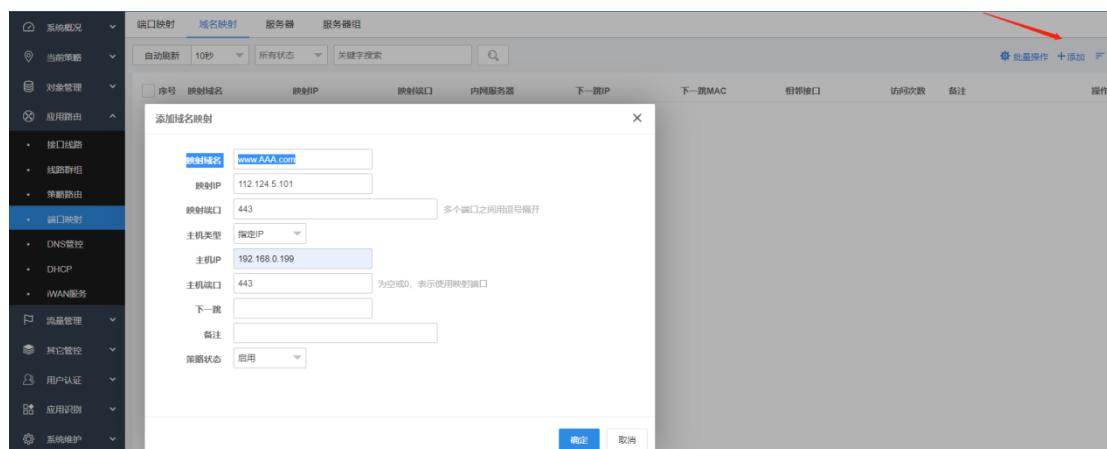 系统概况
端口映射 域名映射 服务器 服务器组
当前策略
自动刷新 10秒 所有状态 关键字搜索 批量操作 +添加
对象管理
序号 映射域名 映射IP 映射端口 内网服务器 下一跳IP 下一跳MAC 相邻接口 访问次数 备注 操作
应用路由
接口线路
线路群组
策略路由
端口映射
DNS管控
DHCP
iWAN服务
流量管理
其它管控
用户认证
应用识别
系统维护
添加域名映射
映射域名 www.AAA.com
映射IP 112.124.5.101
映射端口 443 多个端口之间用逗号隔开
主机类型 指定IP
主机IP 192.168.0.199
主机端口 443 为空或0，表示使用映射端口
下一跳
备注
策略状态 启用
确定 取消